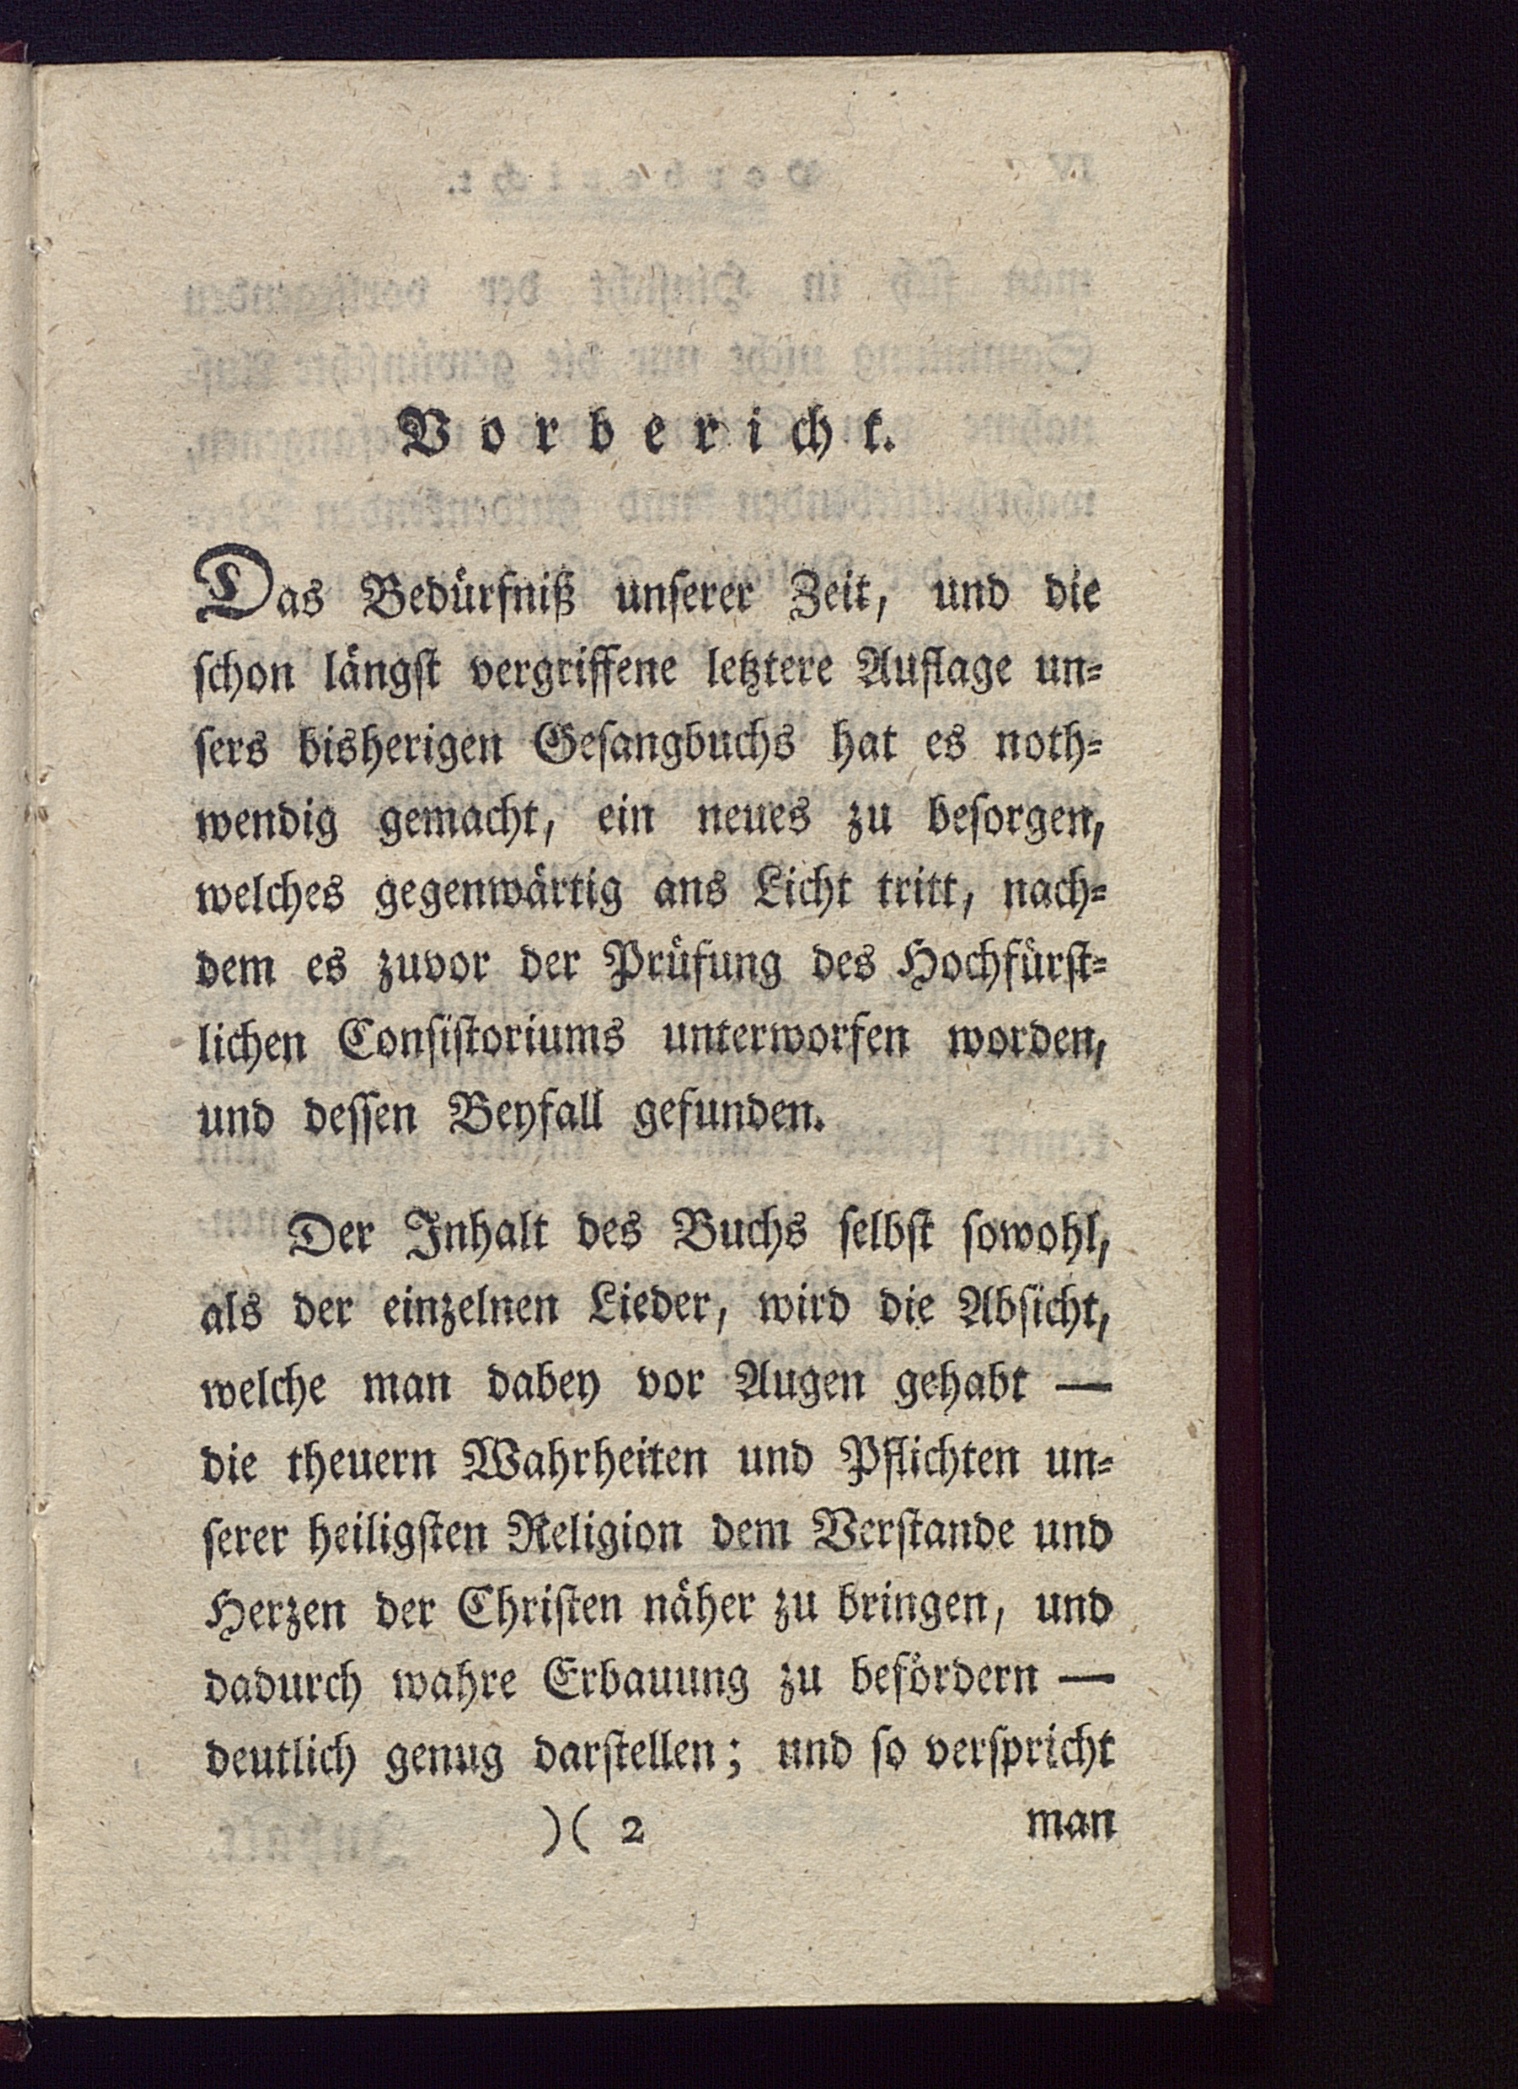 Vorbericht.
Das Bedürfniß unserer Zeit, und die
schon längst vergriffene letztere Auflage un-
sers bisherigen Gesangbuchs hat es noth-
wendig gemacht, ein neues zu besorgen,
welches gegenwärtig ans Licht tritt, nach-
dem es zuvor der Prüfung des Hochfürst-
lichen Consistoriums unterworfen worden,
und dessen Beyfall gefunden.
Der Inhalt des Buchs selbst sowohl,
als der einzelnen Lieder, wird die Absicht,
welche man dabey vor Augen gehabt —
die theuern Wahrheiten und Pflichten un-
serer heiligsten Religion dem Verstande und
Herzen der Christen näher zu bringen, und
dadurch wahre Erbauung zu befördern —
deutlich genug darstellen; und so verspricht
)( 2 man